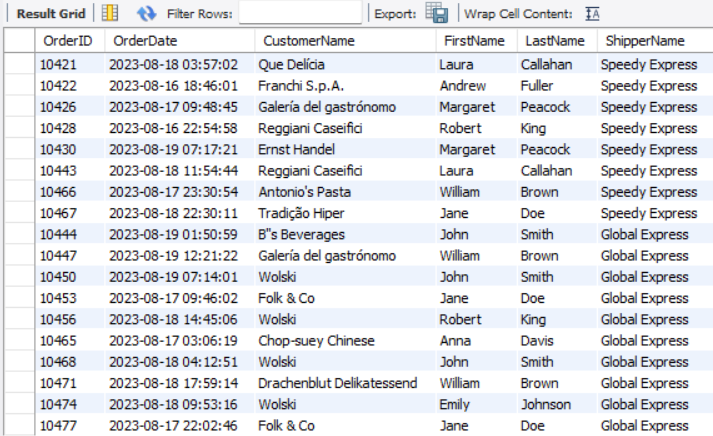 Result Grid Filter Rows: Export: Wrap Cell Content: IA
OrderID OrderDate CustomerName FirstName LastName ShipperName
10421 2023-08-18 03:57:02 Que Delícia Laura Callahan Speedy Express
10422 2023-08-16 18:46:01 Franchi S.p.A. Andrew Fuller Speedy Express
10426 2023-08-17 09:48:45 Galería del gastrónomo Margaret Peacock Speedy Express
10428 2023-08-16 22:54:58 Reggiani Caseifici Robert King Speedy Express
10430 2023-08-19 07:17:21 Ernst Handel Margaret Peacock Speedy Express
10443 2023-08-18 11:54:44 Reggiani Caseifici Laura Callahan Speedy Express
10466 2023-08-17 23:30:54 Antonio's Pasta William Brown Speedy Express
10467 2023-08-18 22:30:11 Tradição Hiper Jane Doe Speedy Express
10444 2023-08-19 01:50:59 B"s Beverages John Smith Global Express
10447 2023-08-19 12:21:22 Galería del gastrónomo William Brown Global Express
10450 2023-08-19 07:14:01 Wolski John Smith Global Express
10453 2023-08-17 09:46:02 Folk & Co Jane Doe Global Express
10456 2023-08-18 14:45:06 Wolski Robert King Global Express
10465 2023-08-17 03:06:19 Chop-suey Chinese Anna Davis Global Express
10468 2023-08-18 04:12:51 Wolski John Smith Global Express
10471 2023-08-18 17:59:14 Drachenblut Delikatessend William Brown Global Express
10474 2023-08-18 09:53:16 Wolski Emily Johnson Global Express
10477 2023-08-17 22:02:46 Folk & Co Jane Doe Global Express